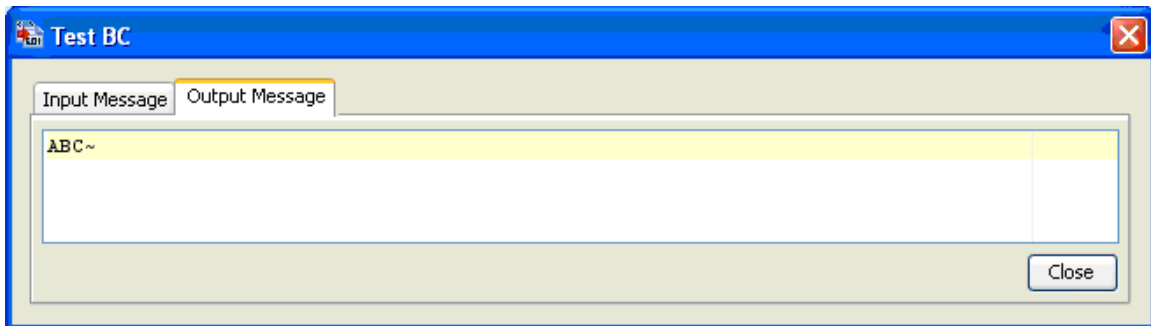 Test BC
Input Message Output Message
ABC~
Close